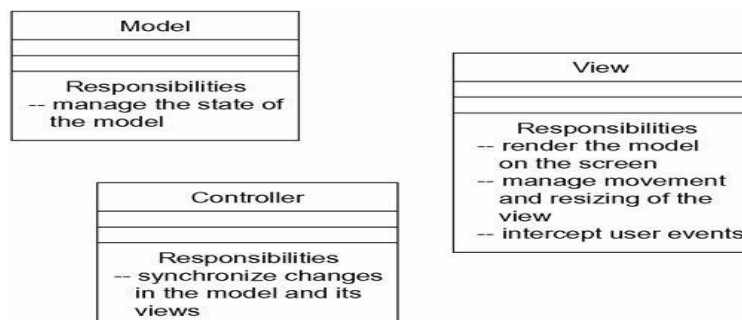 Model
Responsibilities
-- manage the state of
the model
View
Responsibilities
-- render the model
on the screen
-- manage movement
and resizing of the
view
-- intercept user events
Controller
Responsibilities
-- synchronize changes
in the model and its
views